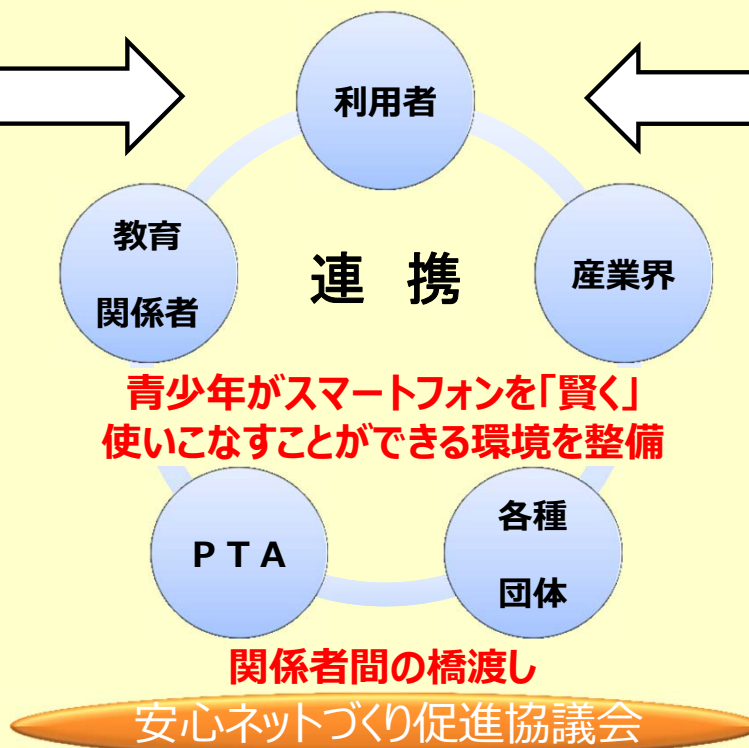 利用者
教育
関係者
連 携
産業界
青少年がスマートフォンを「賢く」
使いこなすことができる環境を整備
PTA
各種
団体
関係者間の橋渡し
安心ネットづくり促進協議会